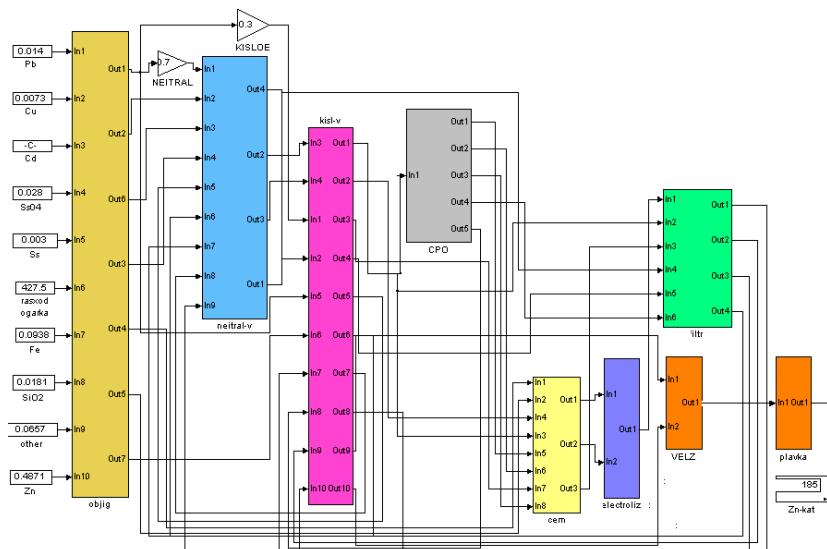 0.014
Pb
0.0073
Cu
-C-
Cd
0.028
Ss04
0.003
Ss
427.5
rasxod
ogarka
0.0938
Fe
0.0181
SiO2
0.0657
other
0.4871
Zn
In1
In2
In3
In4
In5
In6
In7
In8
In9
In10
Out1
Out2
Out6
Out3
Out4
Out5
Out7
objig
0.7
NEITRAL
0.3
KISLOE
In1
In2
In3
In4
In5
In6
In7
In8
In9
Out4
Out2
Out3
Out1
neitral-v
kisl-v
In3
In4
In1
In2
In5
In6
In7
In8
In9
In10
Out1
Out2
Out3
Out4
Out5
Out6
Out7
Out8
Out9
Out10
In1
Out1
Out2
Out3
Out4
Out5
CPO
In1
In2
In4
In3
In5
In6
In7
In8
Out1
Out2
Out3
cem
In1
In2
Out1
electroliz
:
In1
In2
In3
In4
In5
In6
Out1
Out2
Out3
Out4
filtr
In1
In2
Out1
VELZ
:
:
In1
Out1
plavka
185
Zn-kat